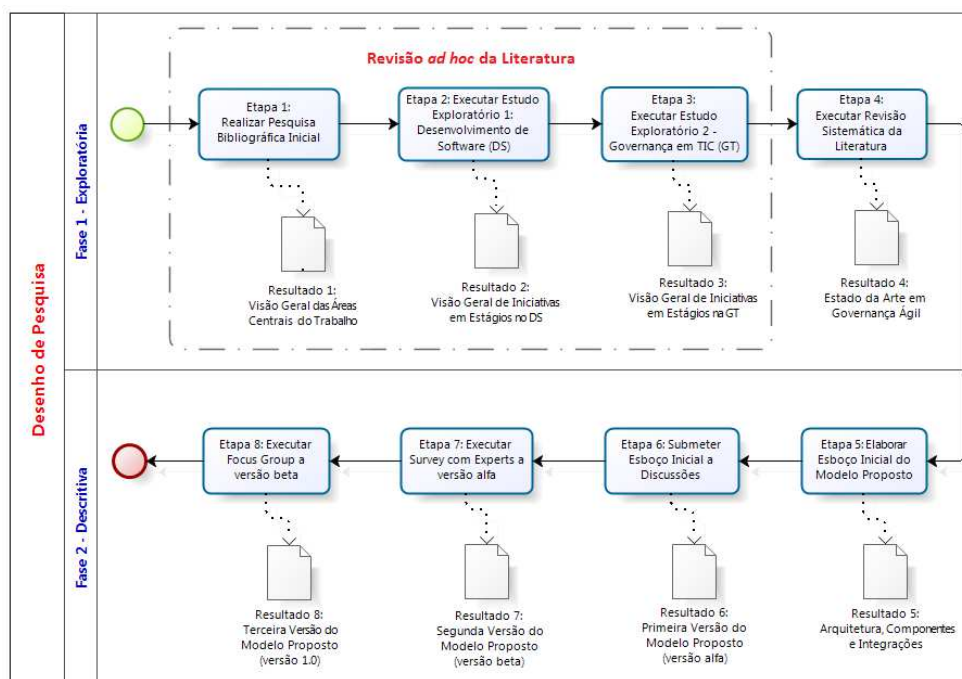 Desenho de Pesquisa
Fase 1 - Exploratória
Revisão ad hoc da Literatura
Etapa 1:
Realizar Pesquisa
Bibliográfica Inicial
Etapa 2: Executar Estudo
Exploratório 1:
Desenvolvimento de
Software (DS)
Etapa 3:
Executar Estudo
Exploratório 2 -
Governança em TIC (GT)
Etapa 4:
Executar Revisão
Sistemática da
Literatura
Resultado 1:
Visão Geral das Áreas
Centrais do Trabalho
Resultado 2:
Visão Geral de Iniciativas
em Estágios no DS
Resultado 3:
Visão Geral de Iniciativas
em Estágios na GT
Resultado 4:
Estado da Arte em
Governança Ágil
Fase 2 - Descritiva
Etapa 8: Executar
Focus Group a
versão beta
Etapa 7: Executar
Survey com Experts a
versão alfa
Etapa 6: Submeter
Esboço Inicial a
Discussões
Etapa 5: Elaborar
Esboço Inicial do
Modelo Proposto
Resultado 8:
Terceira Versão do
Modelo Proposto
(versão 1.0)
Resultado 7:
Segunda Versão do
Modelo Proposto
(versão beta)
Resultado 6:
Primeira Versão do
Modelo Proposto
(versão alfa)
Resultado 5:
Arquitetura, Componentes
e Integrações